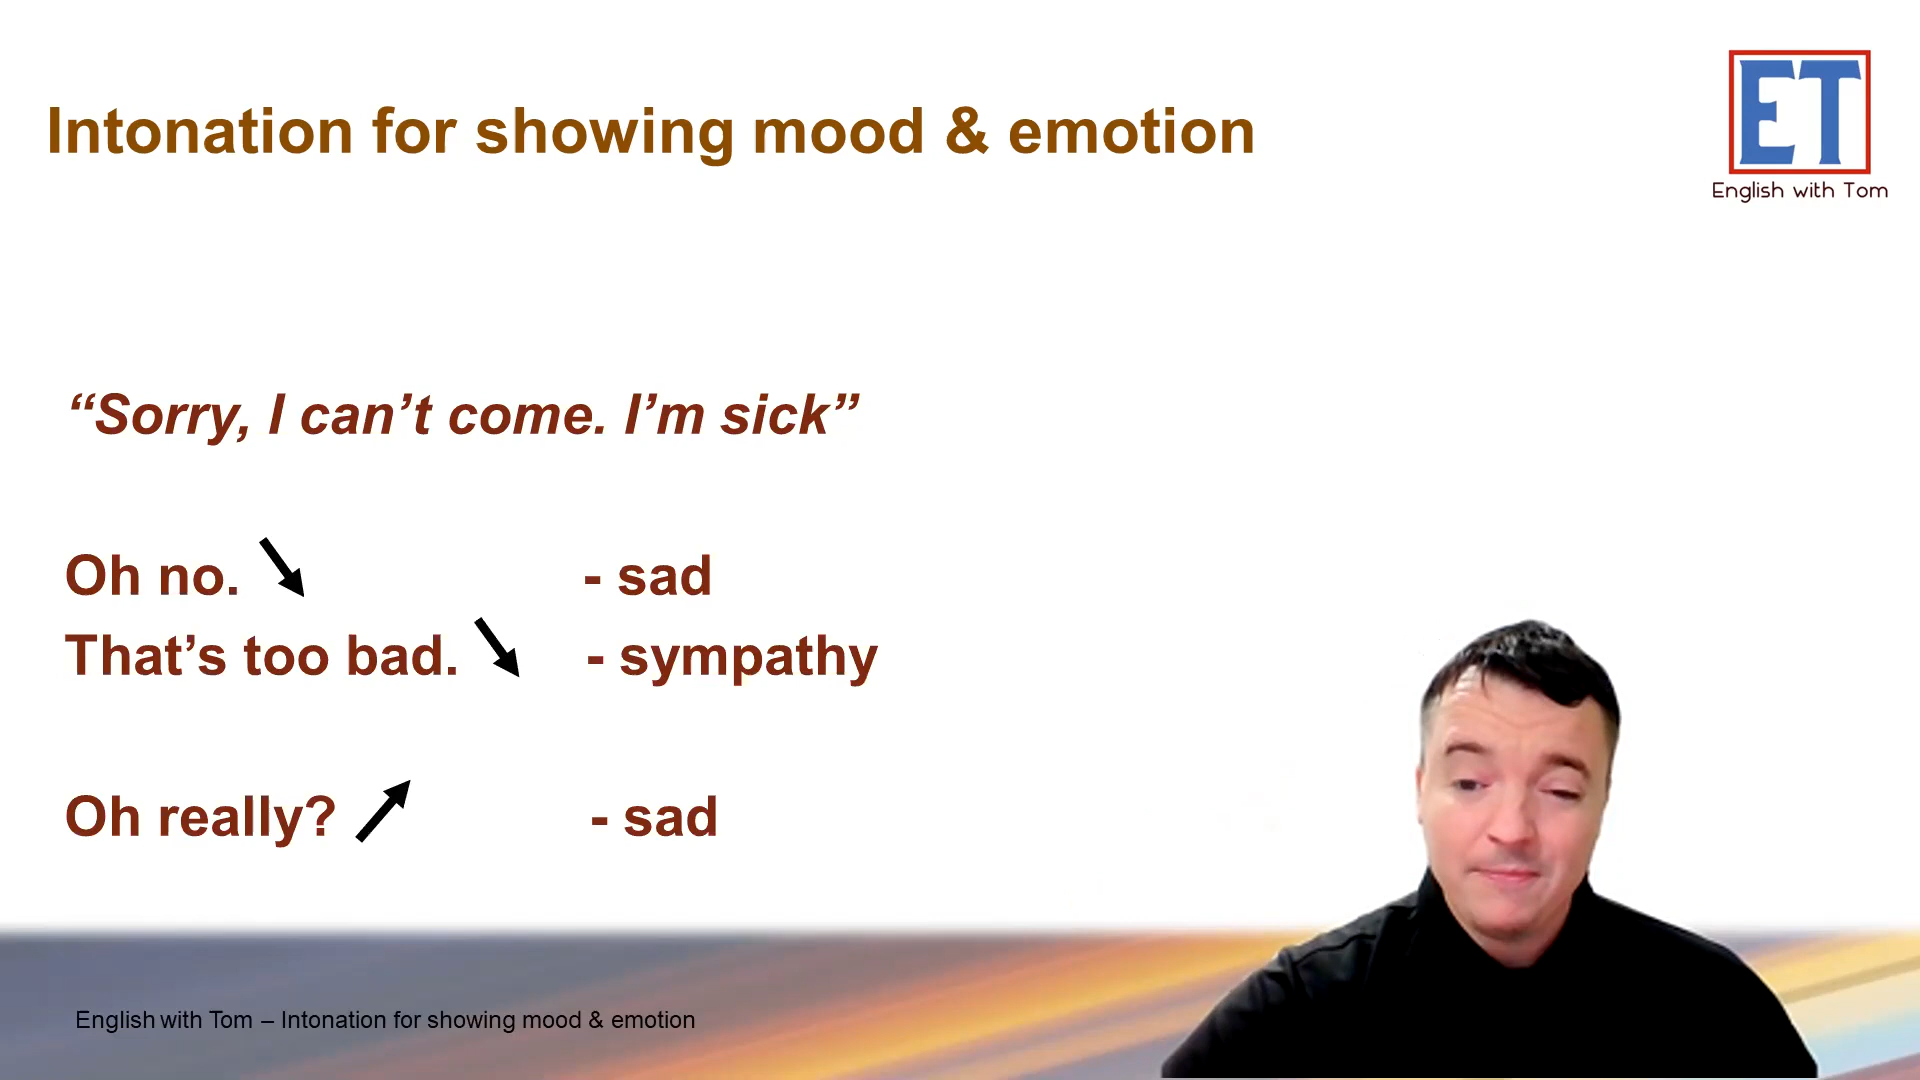 Intonation for showing mood & emotion
ET
English with Tom
“Sorry, I can’t come. I’m sick”
Oh no. - sad
That’s too bad. - sympathy
Oh really? - sad
English with Tom – Intonation for showing mood & emotion